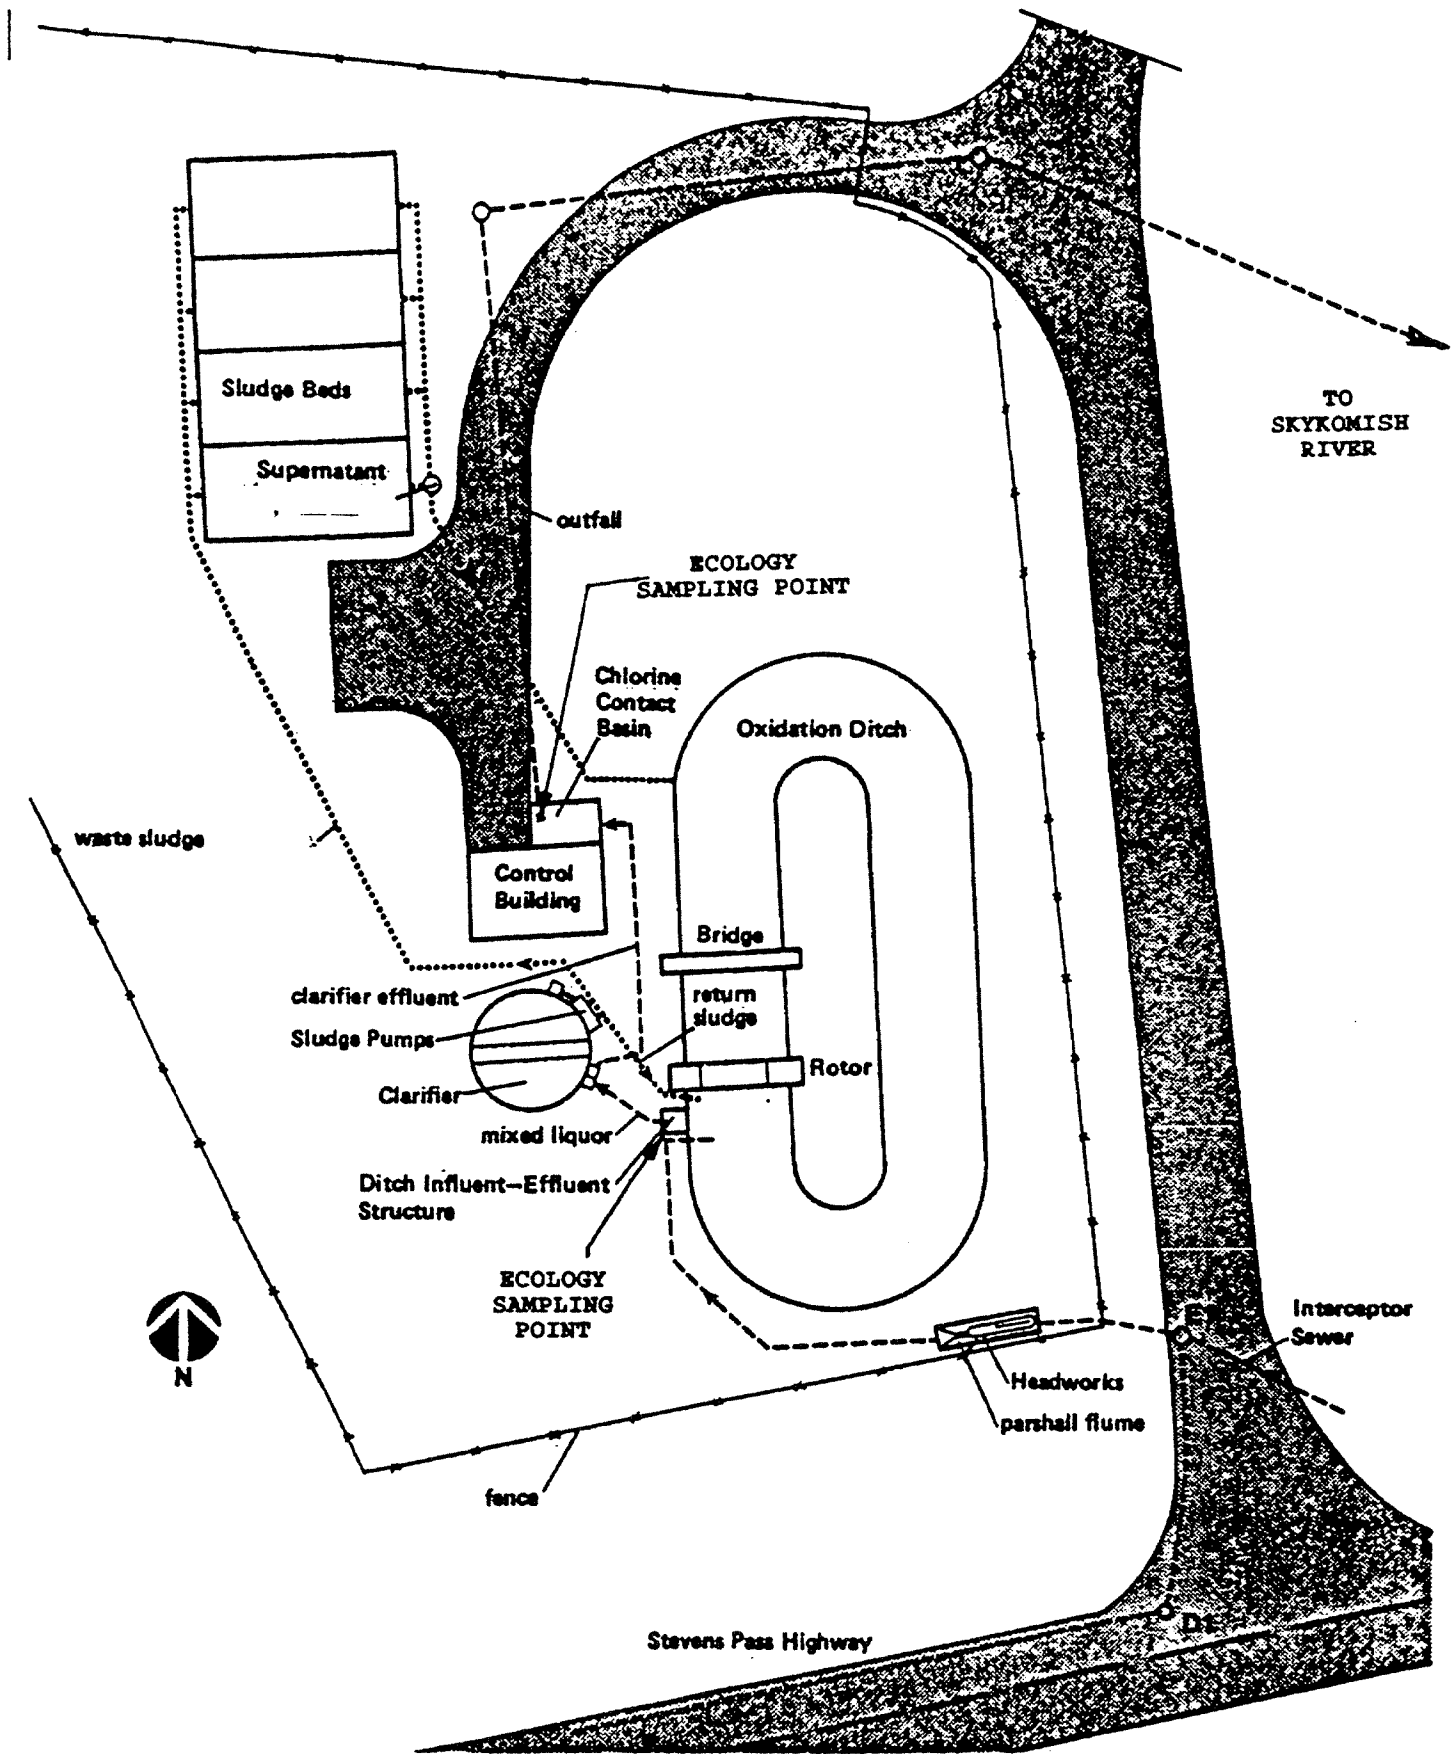 Sludge Beds
Supernatant
TO
SKYKOMISH
RIVER
outfall
ECOLOGY
SAMPLING POINT
Chlorine
Contact
Basin
Oxidation Ditch
waste sludge
Control
Building
Bridge
clarifier effluent
return
sludge
Sludge Pumps
Rotor
Clarifier
mixed liquor
Ditch Influent-Effluent
Structure
ECOLOGY
SAMPLING
POINT
N
Interceptor
Sewer
Headworks
parshall flume
fence
Stevens Pass Highway